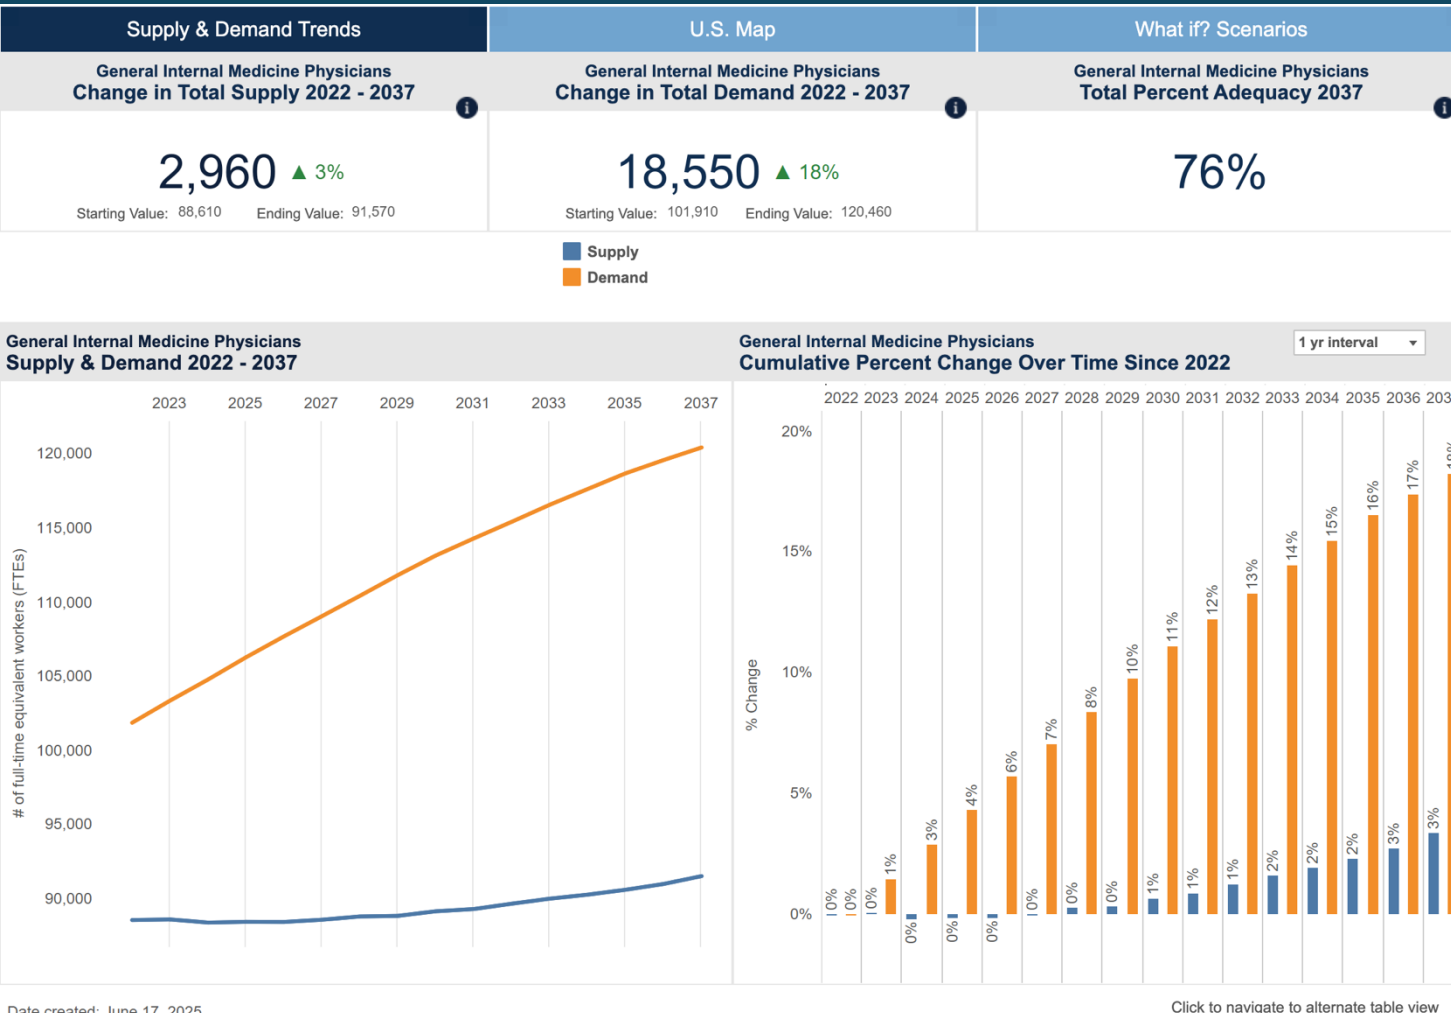 Supply & Demand Trends
U.S. Map
What if? Scenarios
General Internal Medicine Physicians
Change in Total Supply 2022 - 2037
i
General Internal Medicine Physicians
Change in Total Demand 2022 - 2037
i
General Internal Medicine Physicians
Total Percent Adequacy 2037
i
2,960 ▲ 3%
Starting Value: 88,610 Ending Value: 91,570
18,550 ▲ 18%
Starting Value: 101,910 Ending Value: 120,460
76%
Supply
Demand
General Internal Medicine Physicians
Supply & Demand 2022 - 2037
2023 2025 2027 2029 2031 2033 2035 2037
120,000
115,000
110,000
105,000
100,000
95,000
90,000
# of full-time equivalent workers (FTEs)
General Internal Medicine Physicians
Cumulative Percent Change Over Time Since 2022
1 yr interval
2022 2023 2024 2025 2026 2027 2028 2029 2030 2031 2032 2033 2034 2035 2036 203
20%
15%
10%
5%
0%
% Change
0% 0%
0% 1%
0% 3%
0% 4%
0% 6%
0% 7%
0% 8%
0% 10%
1% 11%
1% 12%
1% 13%
2% 14%
2% 15%
2% 16%
3% 17%
3%
Date created: June 17, 2025
Click to navigate to alternate table view